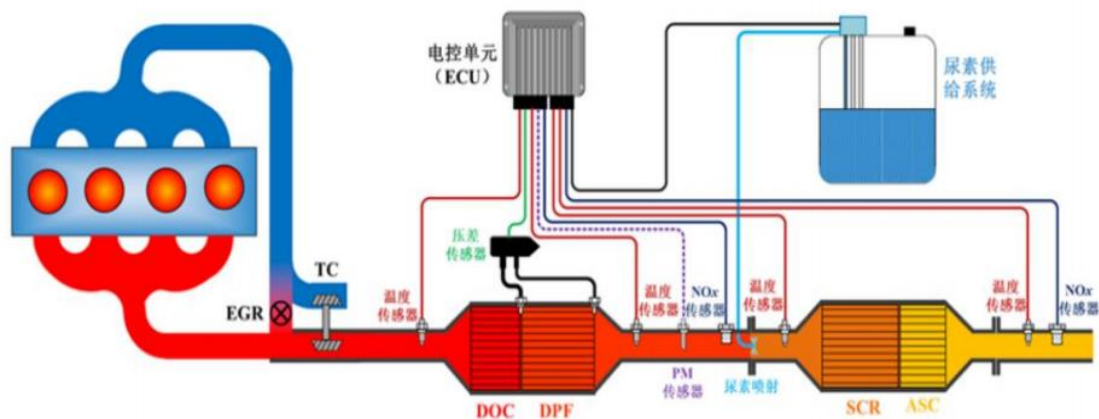 电控单元
（ECU）
尿素供
给系统
压差
传感器
TC
EGR
温度
传感器
温度
传感器
NOx
传感器
温度
传感器
温度
传感器
NOx
传感器
PM
传感器
尿素喷射
DOC
DPF
SCR
ASC